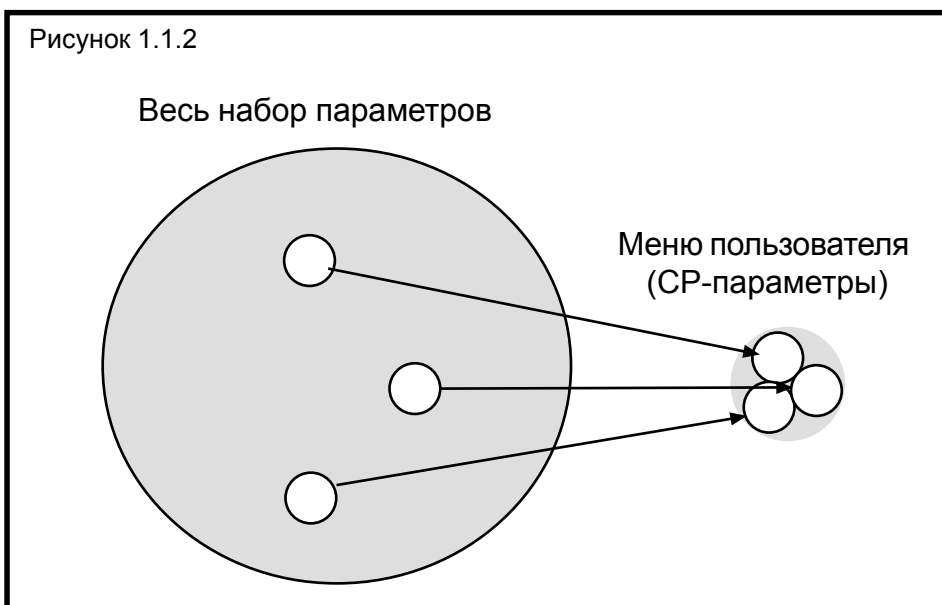 Рисунок 1.1.2
Весь набор параметров
Меню пользователя
(CP-параметры)